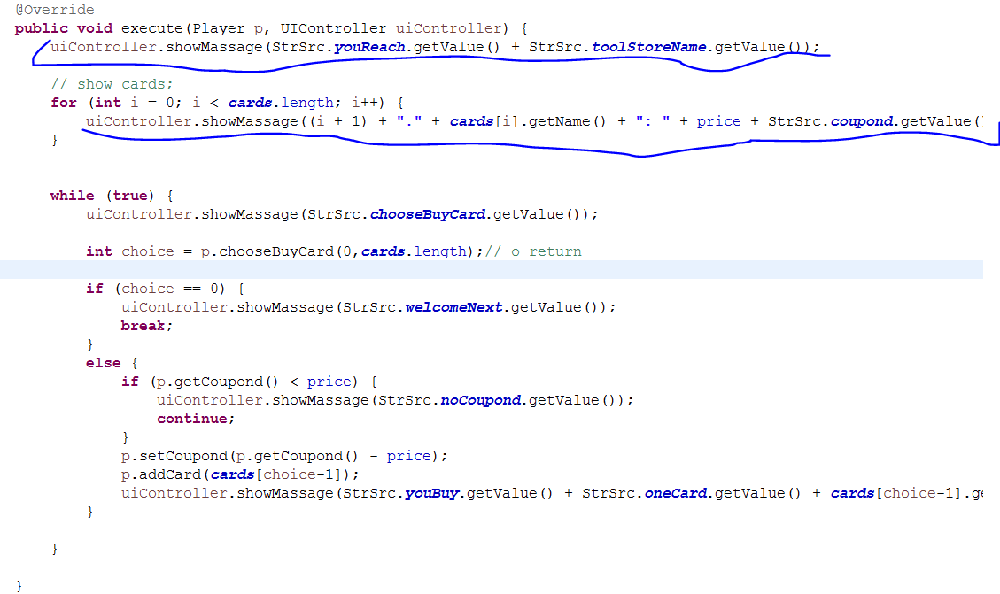 @Override
public void execute(Player p, UIController uiController) {
uiController.showMassage(StrSrc.youReach.getValue() + StrSrc.toolStoreName.getValue());
// show cards;
for (int i = 0; i < cards.length; i++) {
uiController.showMassage((i + 1) + "." + cards[i].getName() + ": " + price + StrSrc.coupond.getValue()
}
while (true) {
uiController.showMassage(StrSrc.chooseBuyCard.getValue());
int choice = p.chooseBuyCard(0,cards.length);// o return
if (choice == 0) {
uiController.showMassage(StrSrc.welcomeNext.getValue());
break;
}
else {
if (p.getCoupond() < price) {
uiController.showMassage(StrSrc.noCoupond.getValue());
continue;
}
p.setCoupond(p.getCoupond() - price);
p.addCard(cards[choice-1]);
uiController.showMassage(StrSrc.youBuy.getValue() + StrSrc.oneCard.getValue() + cards[choice-1].ge
}
}
}